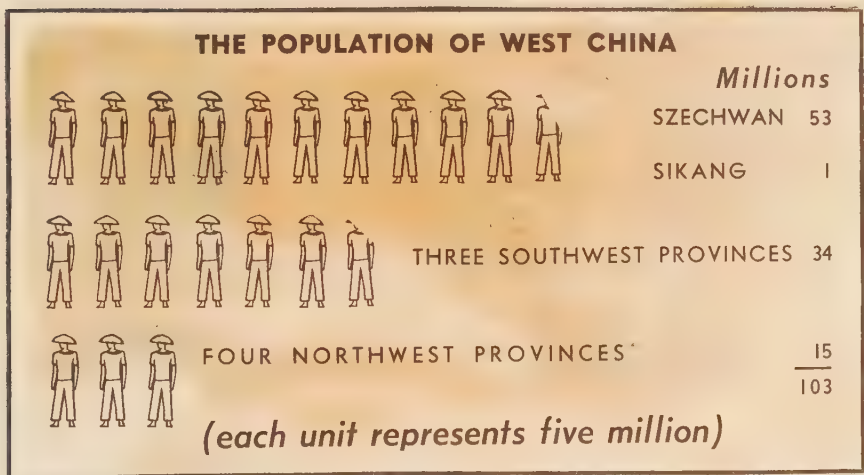 THE POPULATION OF WEST CHINA
Millions
SZECHWAN 53
SIKANG 1
THREE SOUTHWEST PROVINCES 34
FOUR NORTHWEST PROVINCES 15
103
(each unit represents five million)